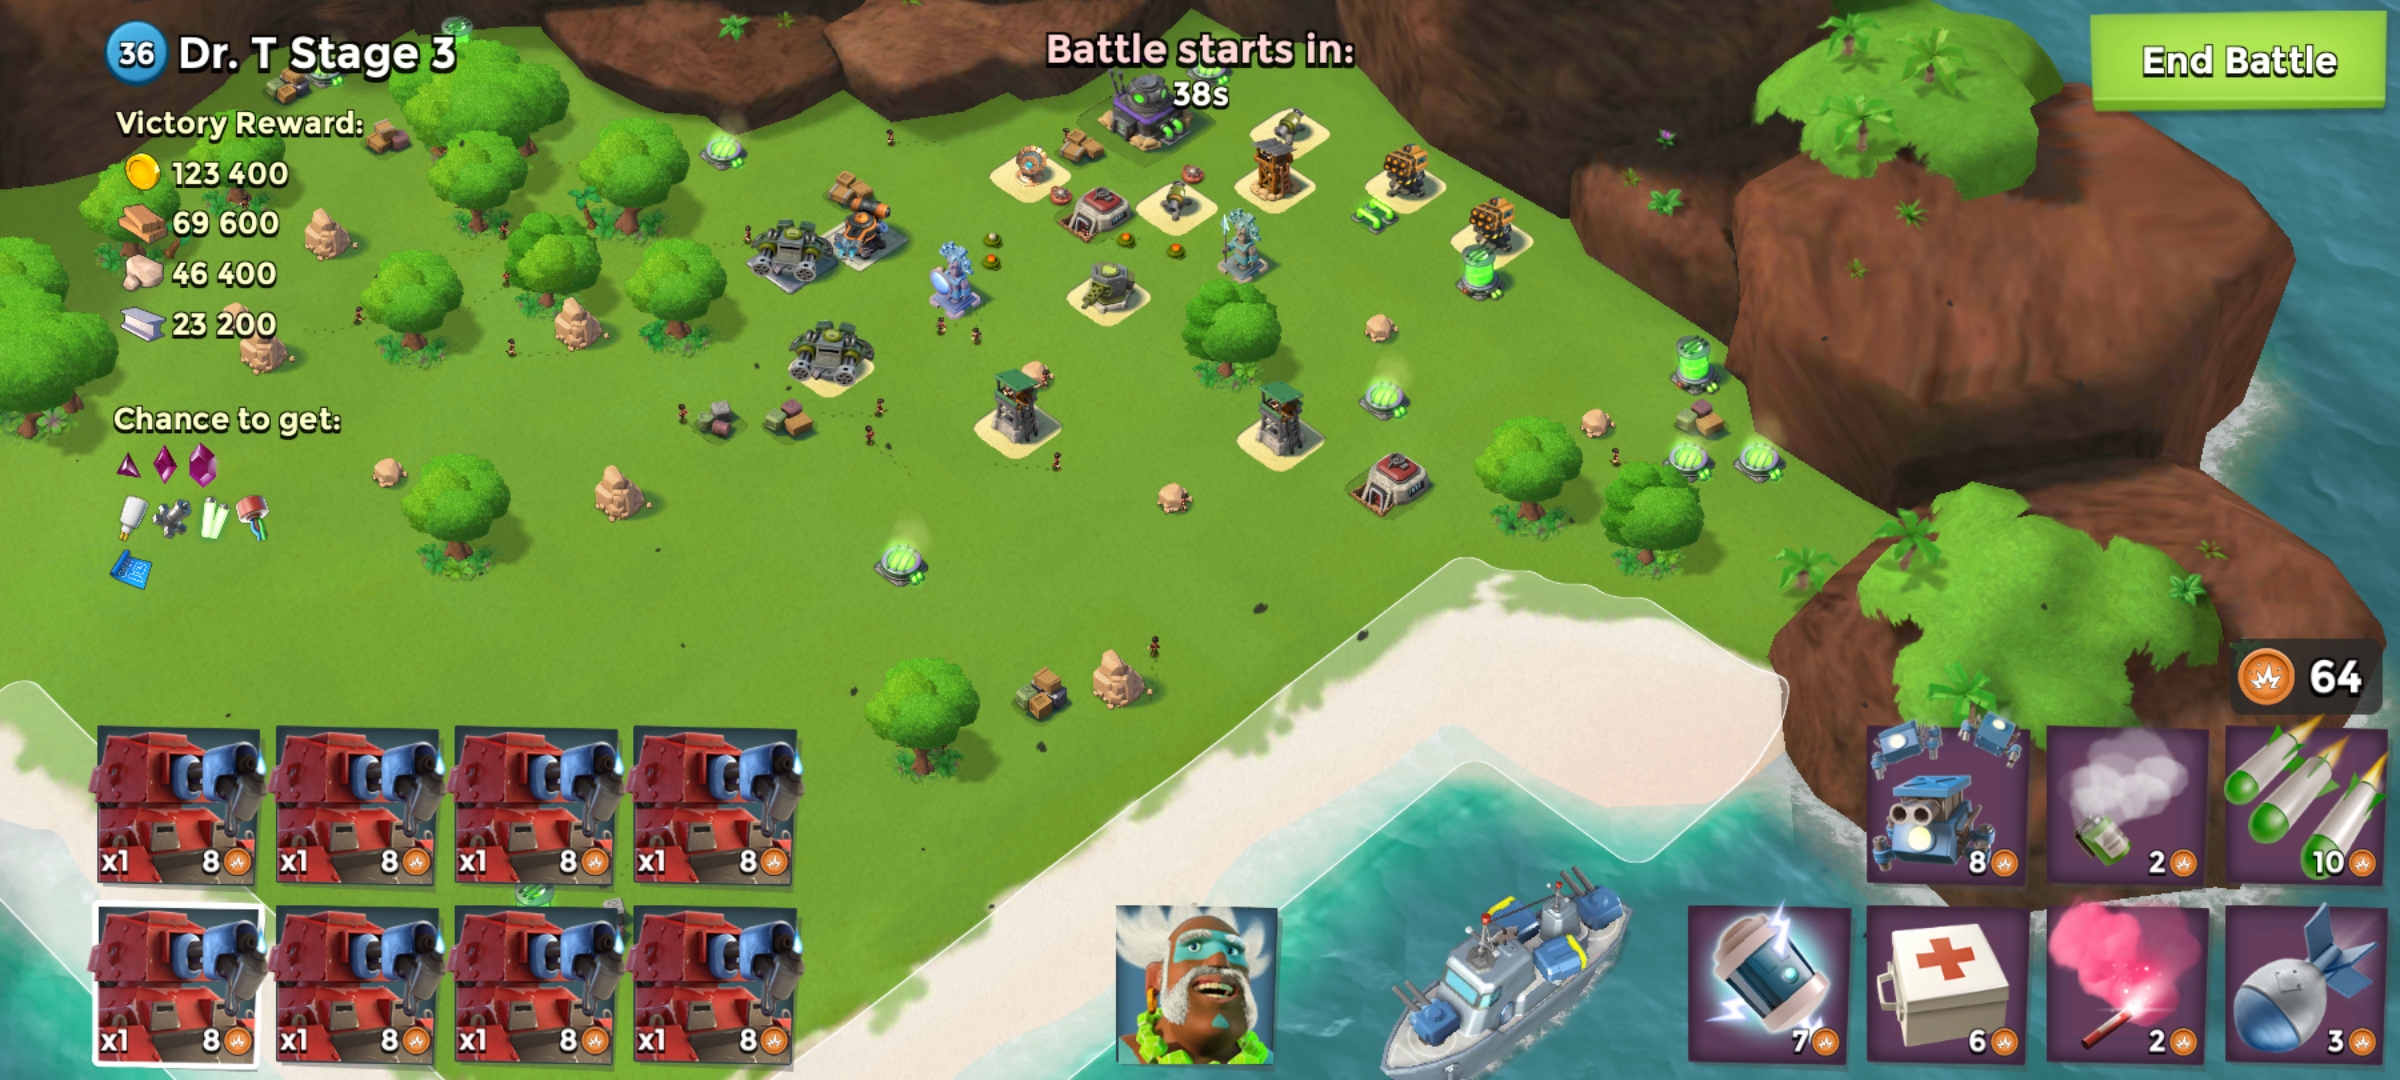 36 Dr. T Stage 3
Battle starts in:
38s
End Battle
Victory Reward:
123 400
69 600
46 400
23 200
Chance to get:
64
x1 8
x1 8
x1 8
x1 8
8
2
10
x1 8
x1 8
x1 8
x1 8
7
6
2
3